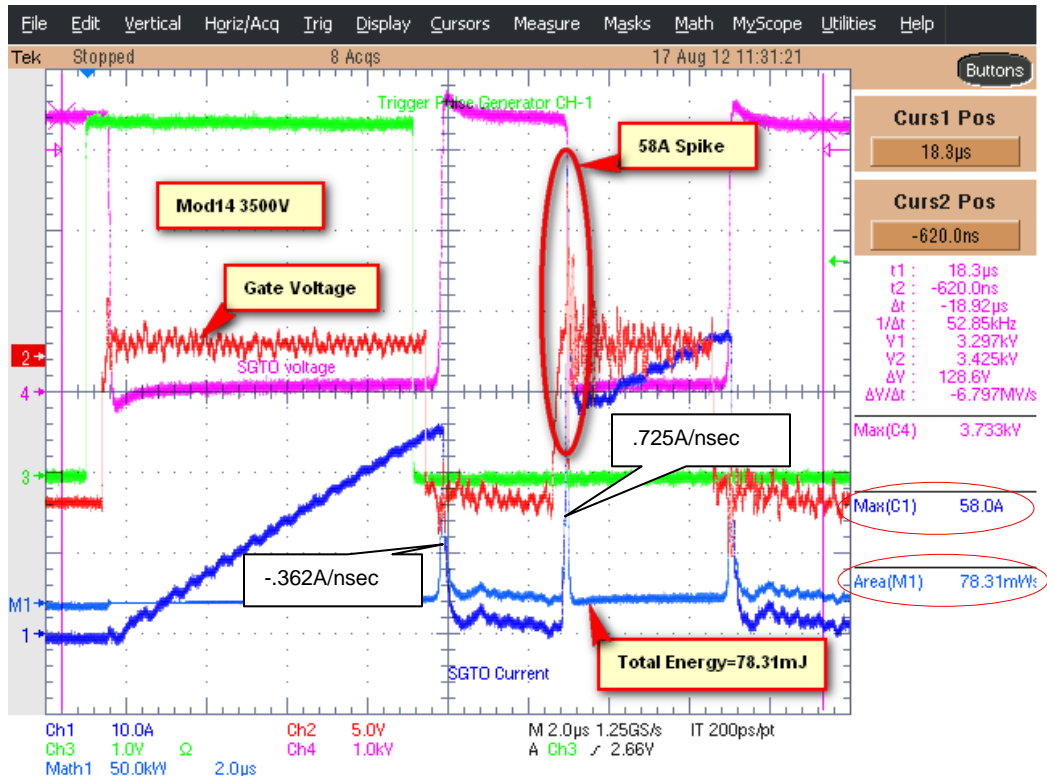 File Edit Vertical Horiz/Acq Trig Display Cursors Measure Masks Math MyScope Utilities Help
Tek Stopped 8 Acqs 17 Aug 12 11:31:21
Buttons
Trigger Pulse Generator CH-1
Curs1 Pos
18.3µs
58A Spike
Mod14 3500V
Curs2 Pos
-620.0ns
Gate Voltage
t1 : 18.3µs
t2 : -620.0ns
Δt : -18.92µs
1/Δt : 52.85kHz
V1 : 3.297kV
V2 : 3.425kV
ΔV : 128.6V
ΔV/Δt : -6.797MV/s
2
SGTO voltage
4
Max(C4) 3.733kV
.725A/nsec
3
Max(C1) 58.0A
-.362A/nsec
Area(M1) 78.31mWs
M1
1
Total Energy=78.31mJ
SGTO Current
Ch1 10.0A Ch2 5.0V M 2.0µs 1.25GS/s IT 200ps/pt
Ch3 1.0V Ω Ch4 1.0kV A Ch3 / 2.66V
Math1 50.0kW 2.0µs